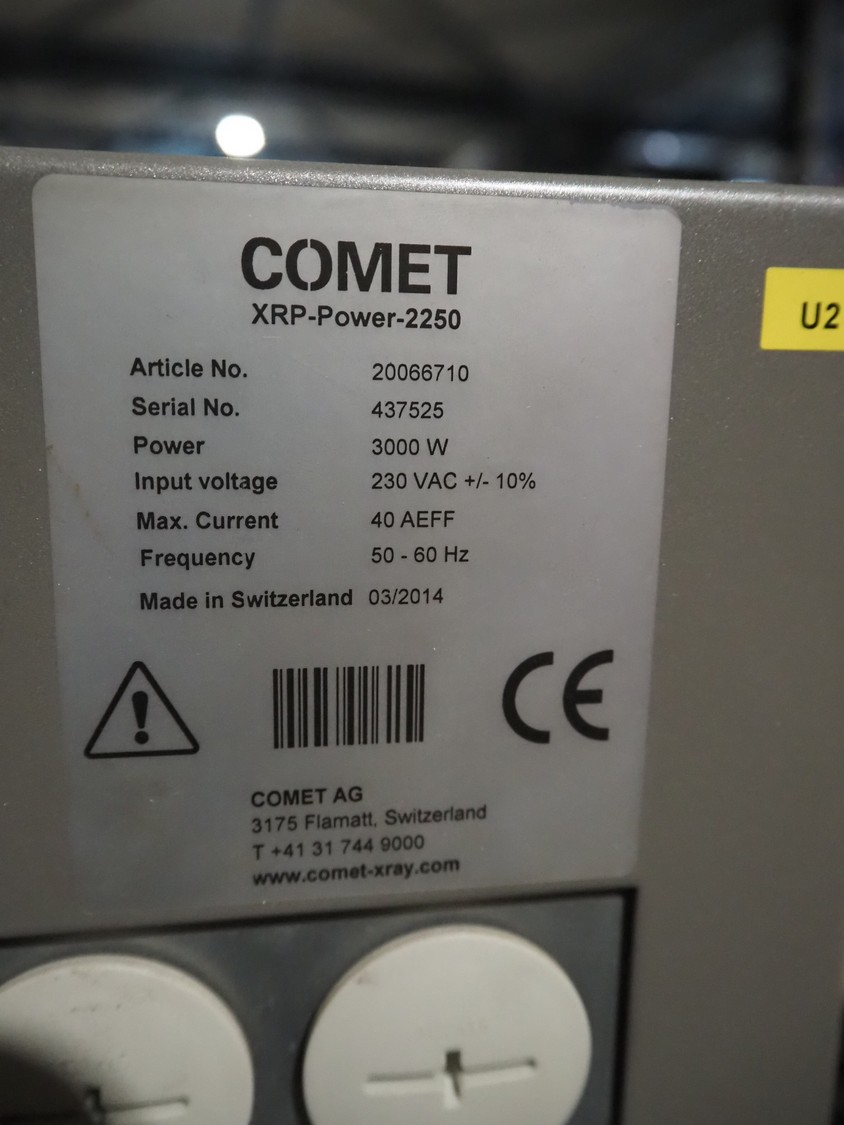 COMET
XRP-Power-2250
U2
Article No. 20066710
Serial No. 437525
Power 3000 W
Input voltage 230 VAC +/- 10%
Max. Current 40 AEFF
Frequency 50 - 60 Hz
Made in Switzerland 03/2014
CE
COMET AG
3175 Flamatt, Switzerland
T +41 31 744 9000
www.comet-xray.com